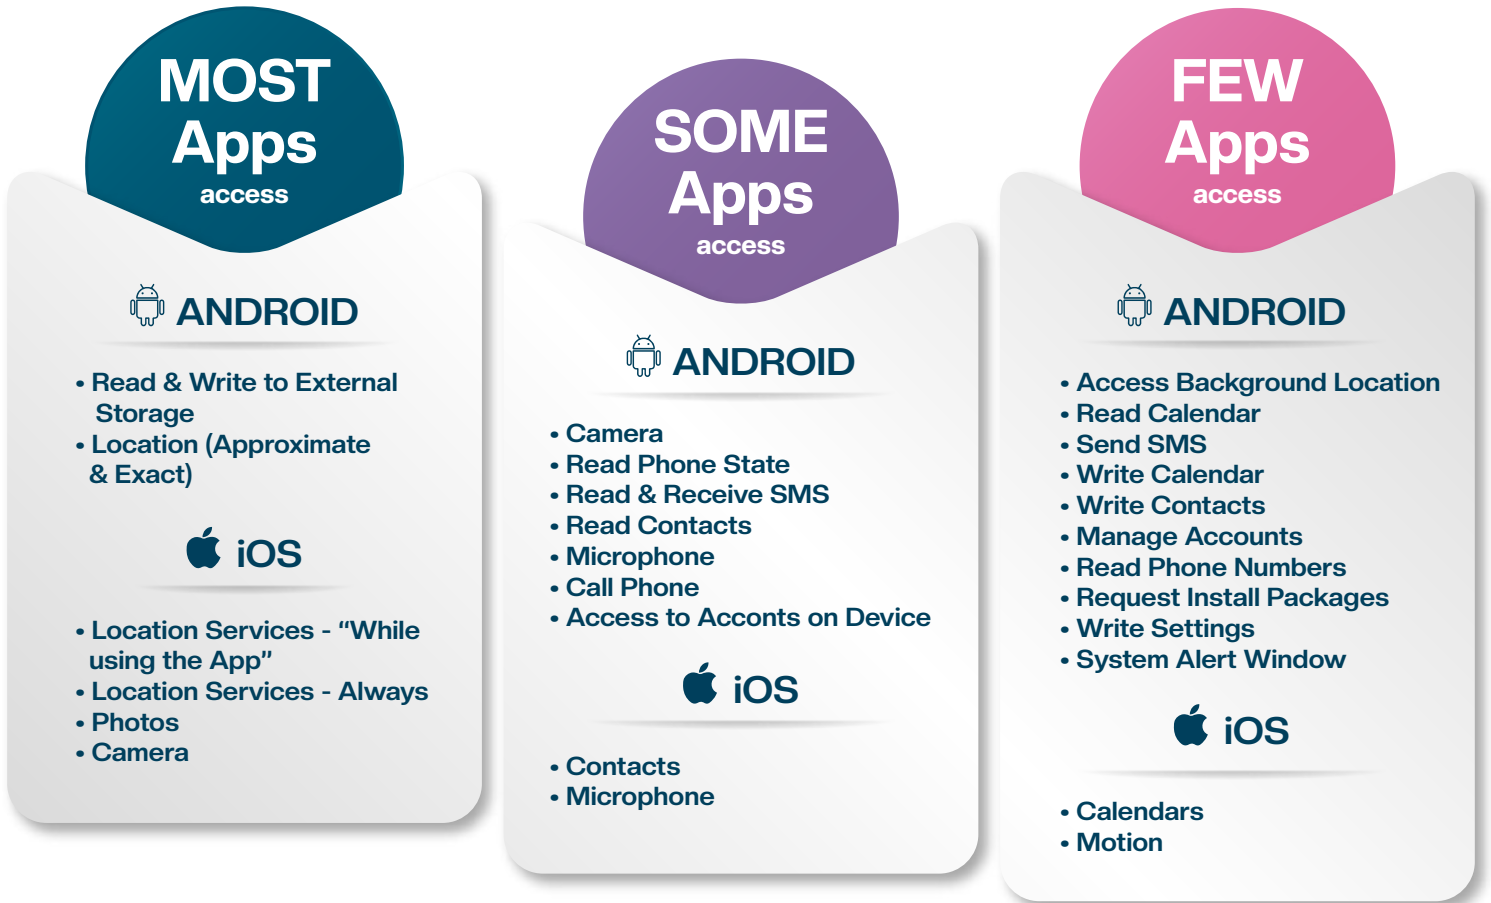 MOST
Apps
access
ANDROID
• Read & Write to External
Storage
• Location (Approximate
& Exact)
iOS
• Location Services - “While
using the App”
• Location Services - Always
• Photos
• Camera
SOME
Apps
access
ANDROID
• Camera
• Read Phone State
• Read & Receive SMS
• Read Contacts
• Microphone
• Call Phone
• Access to Acconts on Device
iOS
• Contacts
• Microphone
FEW
Apps
access
ANDROID
• Access Background Location
• Read Calendar
• Send SMS
• Write Calendar
• Write Contacts
• Manage Accounts
• Read Phone Numbers
• Request Install Packages
• Write Settings
• System Alert Window
iOS
• Calendars
• Motion